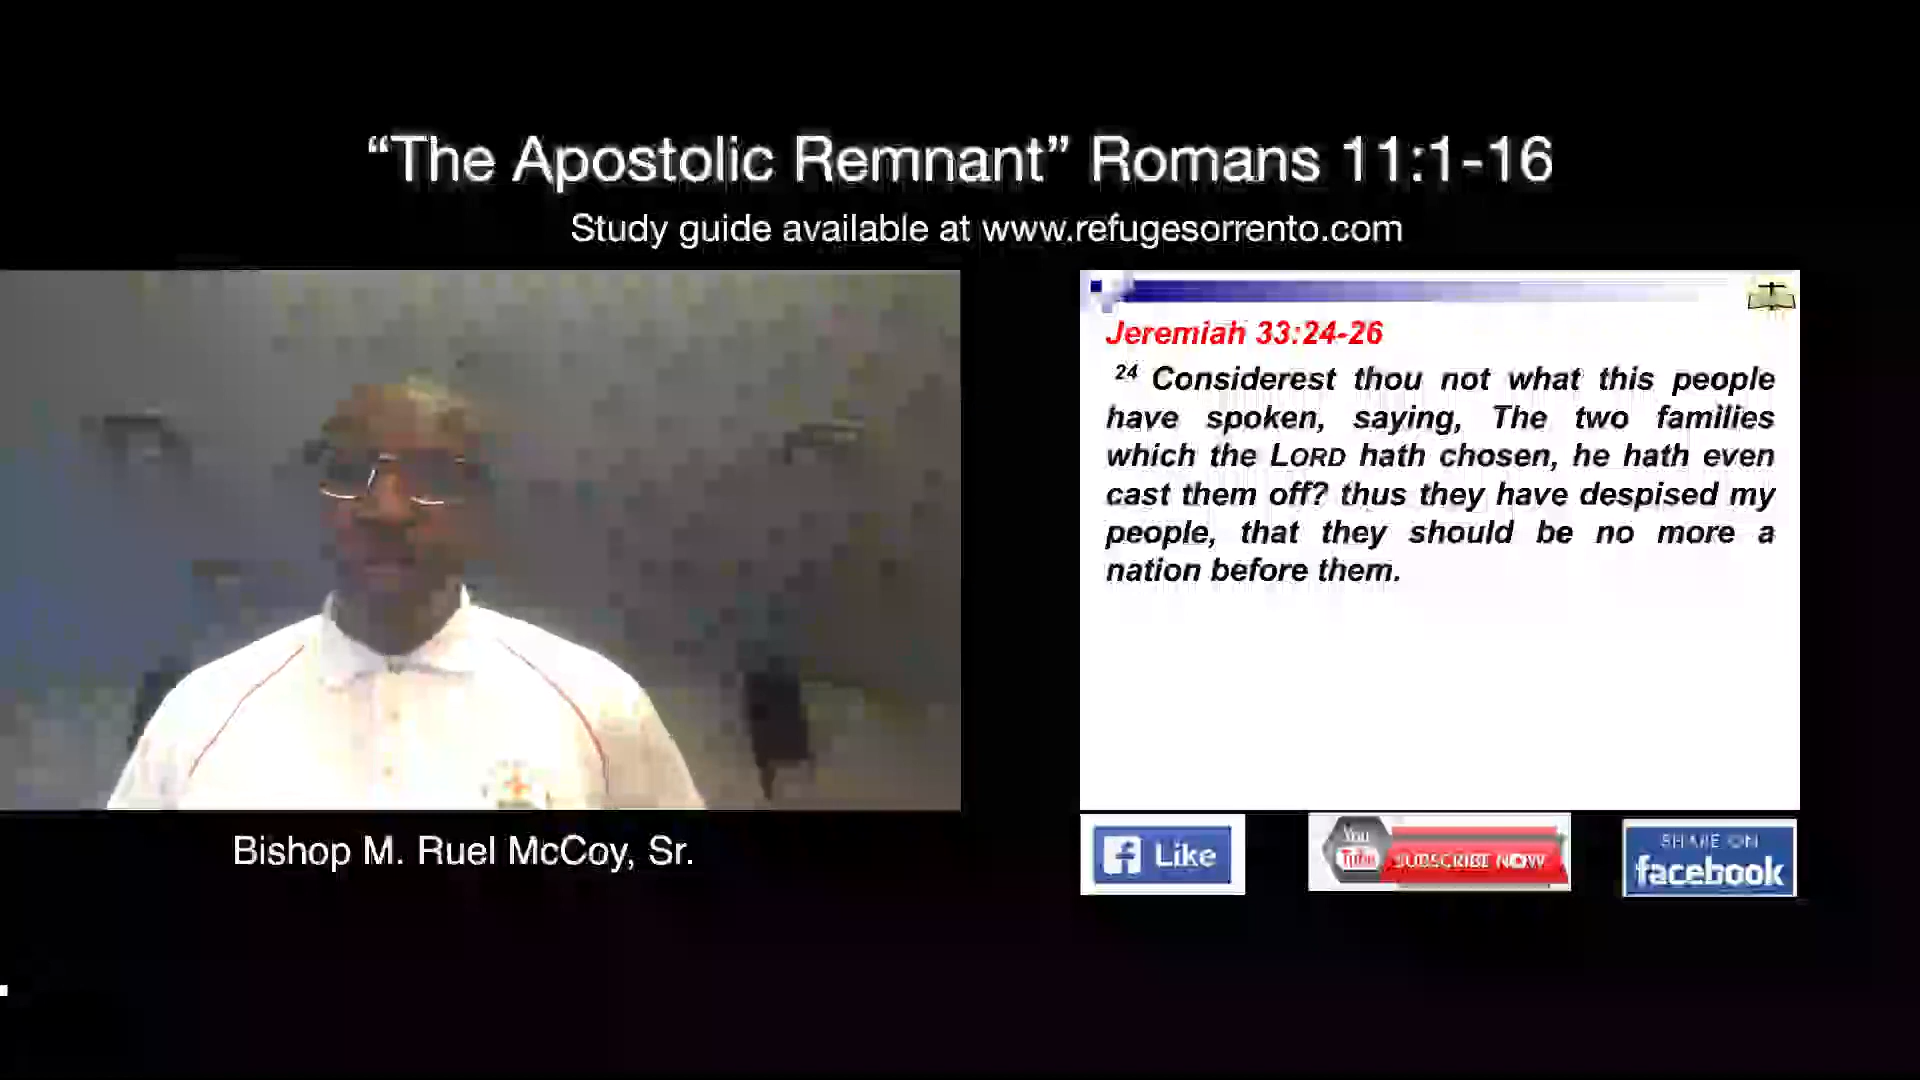 “The Apostolic Remnant” Romans 11:1-16
Study guide available at www.refugesorrento.com
Jeremiah 33:24-26
24 Considerest thou not what this people
have spoken, saying, The two families
which the LORD hath chosen, he hath even
cast them off? thus they have despised my
people, that they should be no more a
nation before them.
Bishop M. Ruel McCoy, Sr.
Like
You
Tube
SUBSCRIBE NOW
SHARE ON
facebook